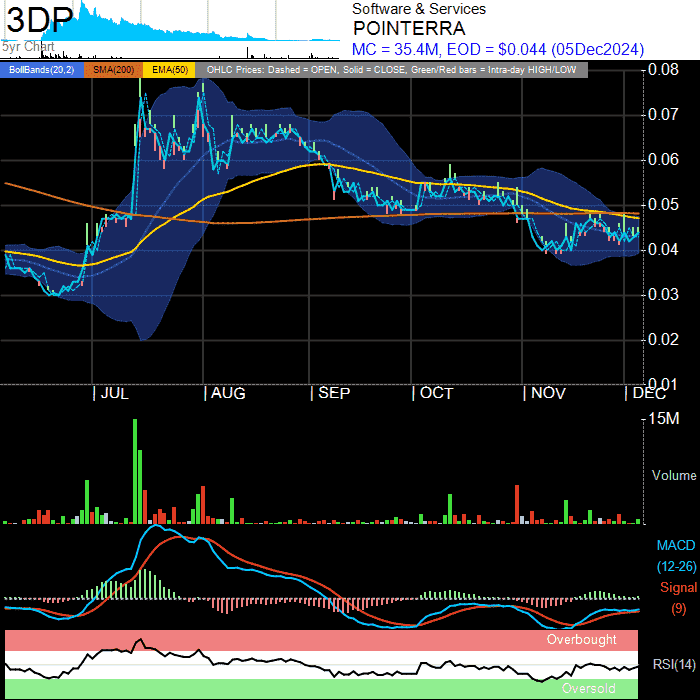 3DP
5yr Chart
Software & Services
POINTERRA
MC = 35.4M, EOD = $0.044 (05Dec2024)
BollBands(20,2) SMA(200) EMA(50) OHLC Prices: Dashed = OPEN, Solid = CLOSE, Green/Red bars = Intra-day HIGH/LOW
0.08
0.07
0.06
0.05
0.04
0.03
0.02
0.01
JUL AUG SEP OCT NOV DEC
15M
Volume
MACD
(12-26)
Signal
(9)
Overbought
RSI(14)
Oversold